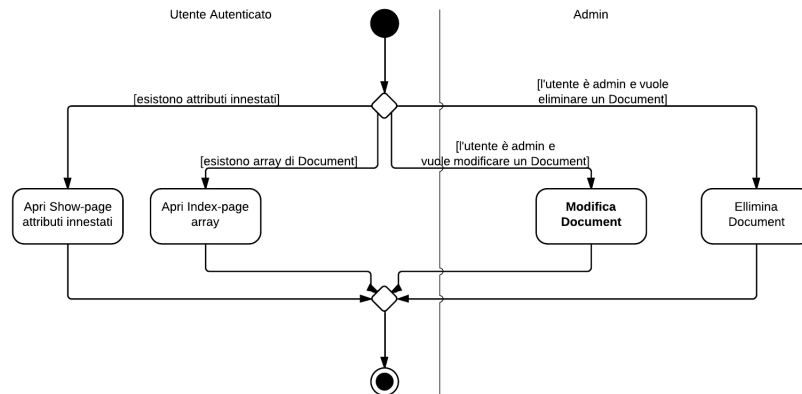 Utente Autenticato
Admin
[esistono attributi innestati]
[l'utente è admin e vuole
eliminare un Document]
[esistono array di Document]
[l'utente è admin e
vuole modificare un Document]
Apri Show-page
attributi innestati
Apri Index-page
array
Modifica
Document
Ellimina
Document